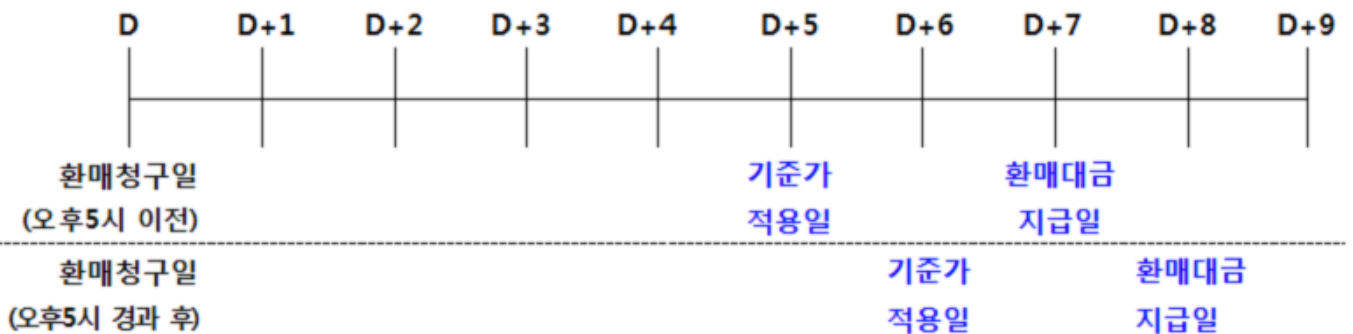 D D+1 D+2 D+3 D+4 D+5 D+6 D+7 D+8 D+9
환매청구일 기준가 환매대금
(오후5시 이전) 적용일 지급일
환매청구일 기준가 환매대금
(오후5시 경과 후) 적용일 지급일